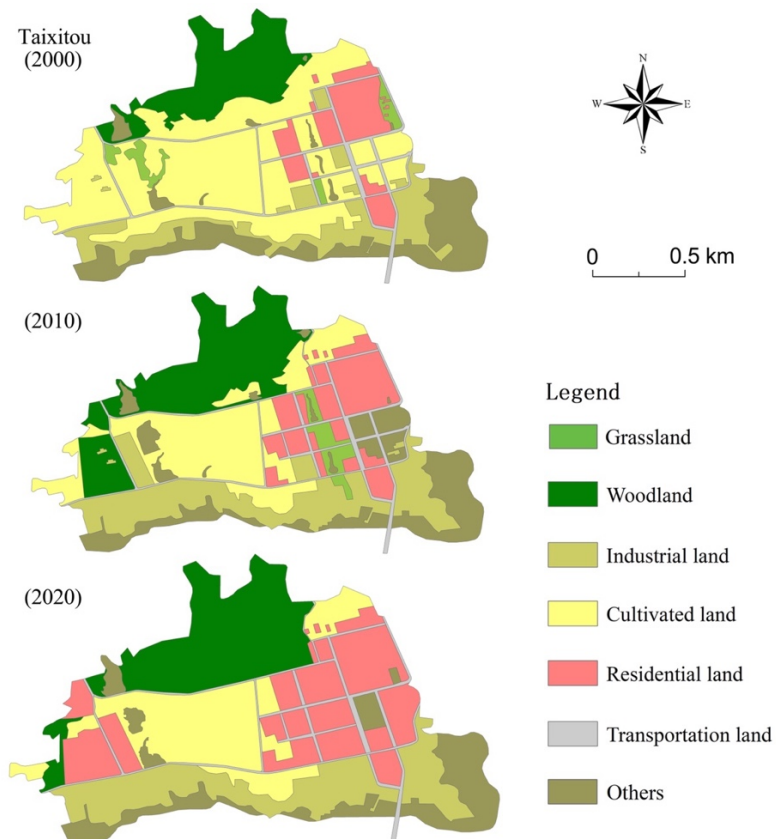 Taixitou
(2000)
N
W
E
S
0 0.5 km
(2010)
Legend
Grassland
Woodland
Industrial land
(2020)
Cultivated land
Residential land
Transportation land
Others